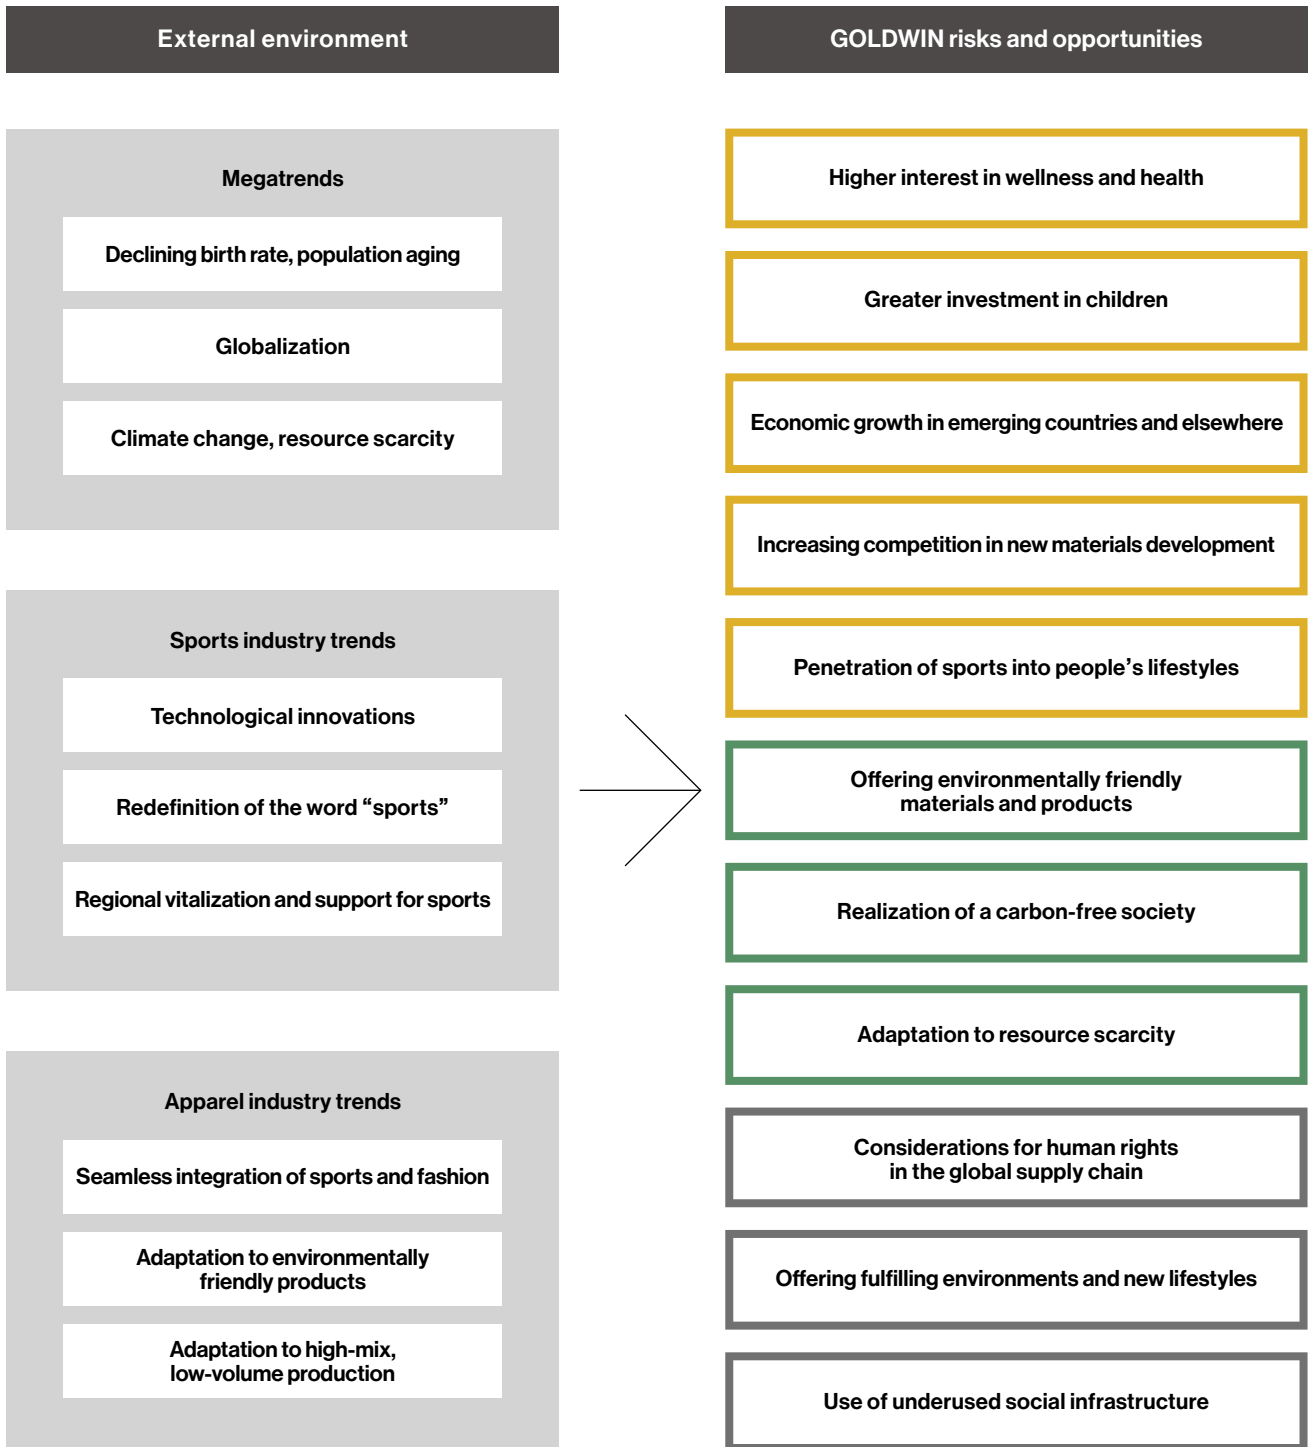 External environment
Megatrends
Declining birth rate, population aging
Globalization
Climate change, resource scarcity
Sports industry trends
Technological innovations
Redefinition of the word “sports”
Regional vitalization and support for sports
Apparel industry trends
Seamless integration of sports and fashion
Adaptation to environmentally
friendly products
Adaptation to high-mix,
low-volume production
GOLDWIN risks and opportunities
Higher interest in wellness and health
Greater investment in children
Economic growth in emerging countries and elsewhere
Increasing competition in new materials development
Penetration of sports into people’s lifestyles
Offering environmentally friendly
materials and products
Realization of a carbon-free society
Adaptation to resource scarcity
Considerations for human rights
in the global supply chain
Offering fulfilling environments and new lifestyles
Use of underused social infrastructure